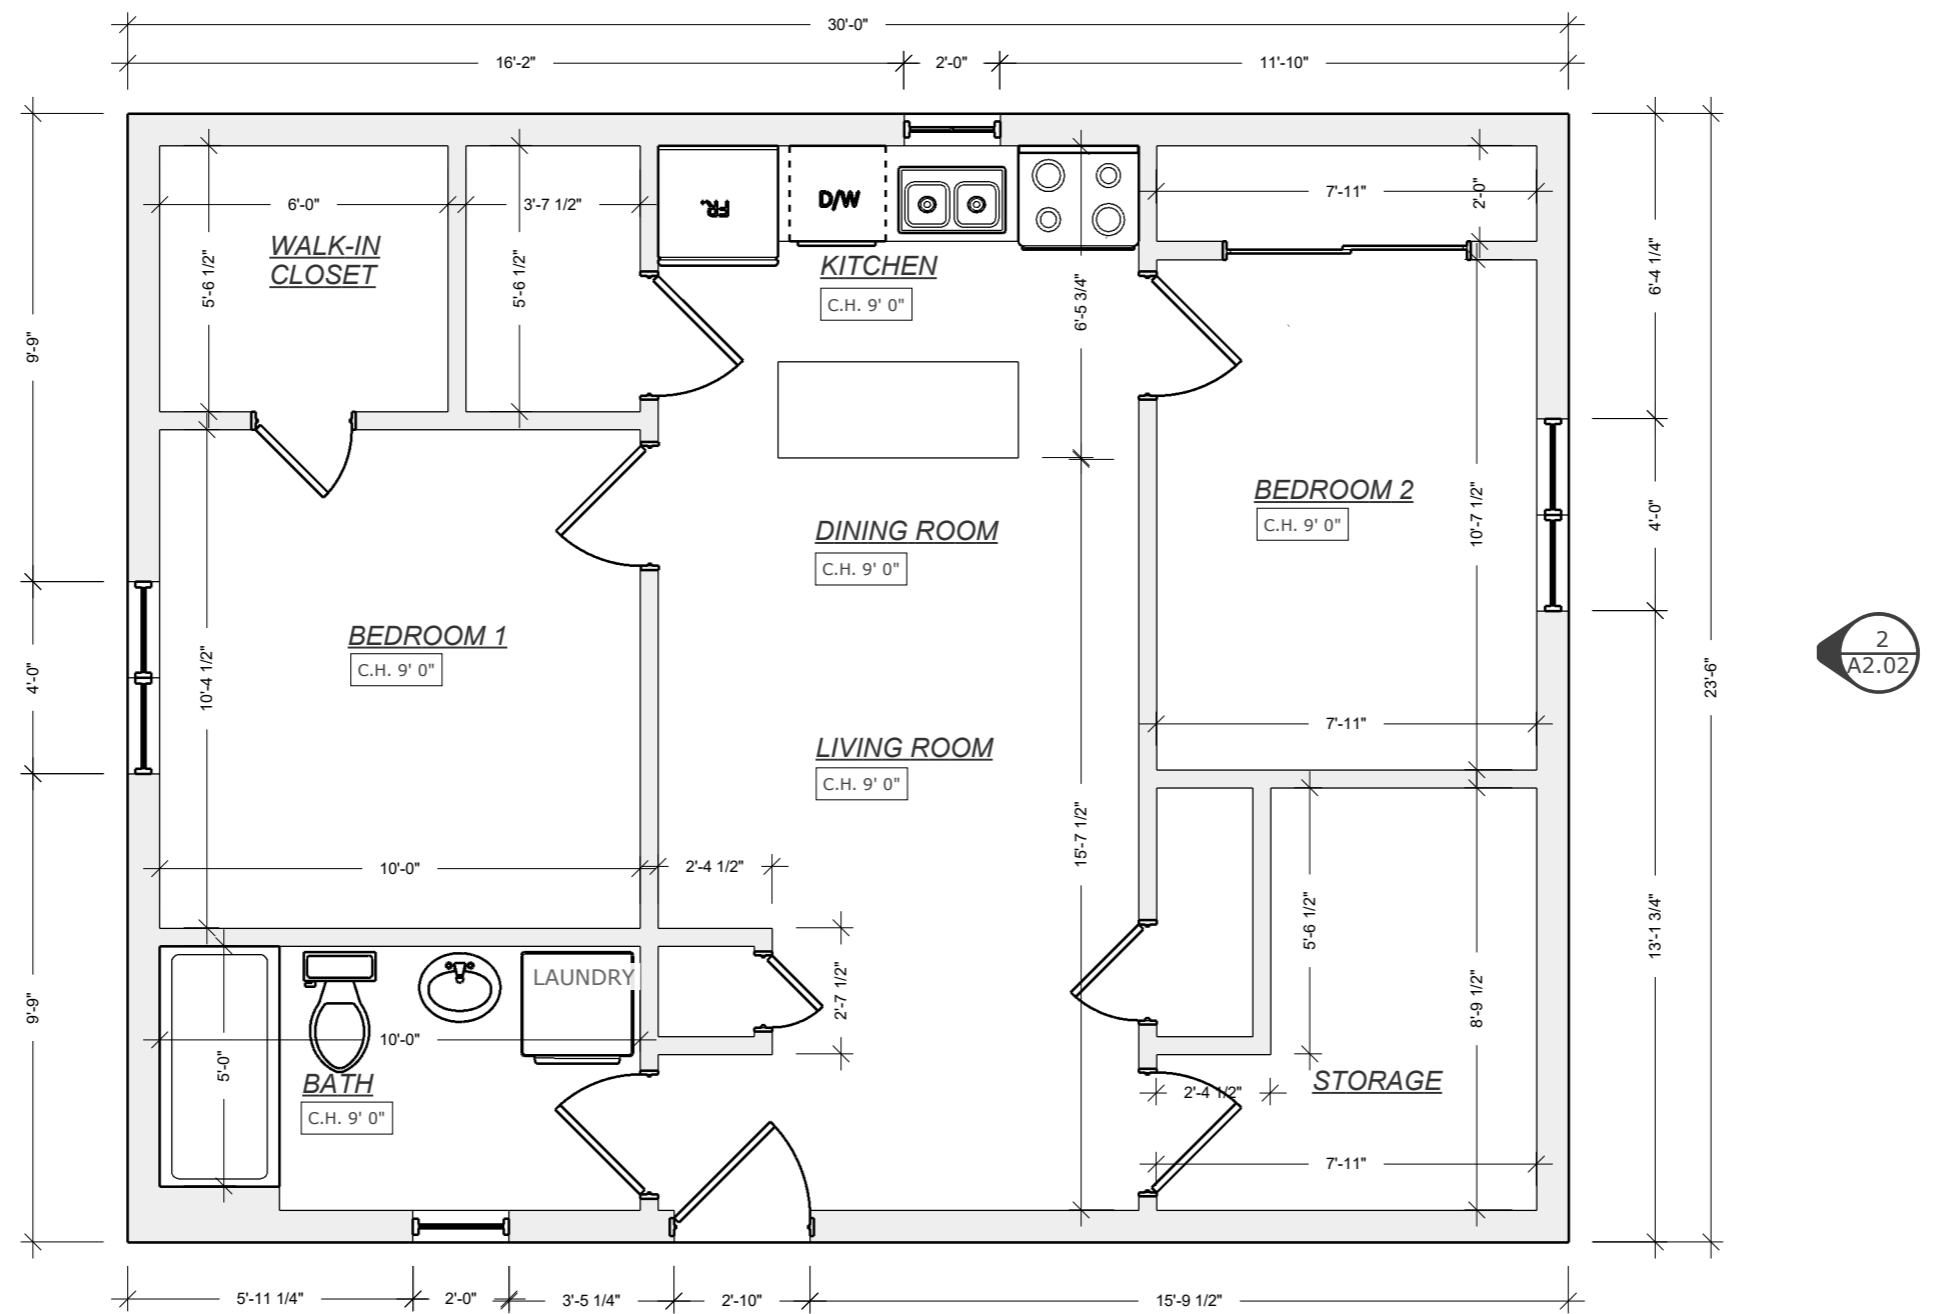 30'-0"
16'-2"
2'-0"
11'-10"
6'-0"
3'-7 1/2"
7'-11"
2'-0"
FR.
D/W
WALK-IN
CLOSET
5'-6 1/2"
5'-6 1/2"
KITCHEN
C.H. 9' 0"
6'-5 3/4"
6'-4 1/4"
9'-9"
BEDROOM 2
C.H. 9' 0"
10'-7 1/2"
4'-0"
DINING ROOM
C.H. 9' 0"
BEDROOM 1
C.H. 9' 0"
4'-0"
10'-4 1/2"
23'-6"
2
A2.02
7'-11"
LIVING ROOM
C.H. 9' 0"
15'-7 1/2"
10'-0"
2'-4 1/2"
5'-6 1/2"
13'-1 3/4"
LAUNDRY
2'-7 1/2"
8'-9 1/2"
9'-9"
10'-0"
5'-0"
BATH
C.H. 9' 0"
2'-4 1/2"
STORAGE
7'-11"
5'-11 1/4"
2'-0"
3'-5 1/4"
2'-10"
15'-9 1/2"